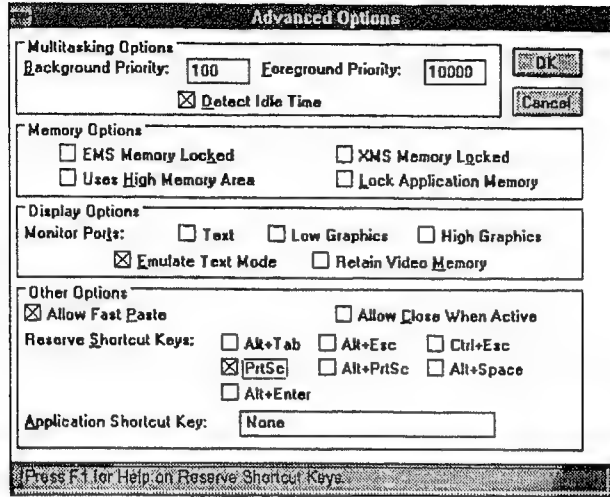 Advanced Options
Multitasking Options
Background Priority: 100 Foreground Priority: 10000
OK
Detect Idle Time
Cancel
Memory Options
EMS Memory Locked XMS Memory Locked
Uses High Memory Area Lock Application Memory
Display Options
Monitor Ports: Text Low Graphics High Graphics
Emulate Text Mode Retain Video Memory
Other Options
Allow Fast Paste Allow Close When Active
Reserve Shortcut Keys: Alt+Tab Alt+Esc Ctrl+Esc
PrtSc Alt+PrtSc Alt+Space
Alt+Enter
Application Shortcut Key: None
Press F1 for Help on Reserve Shortcut Keys.